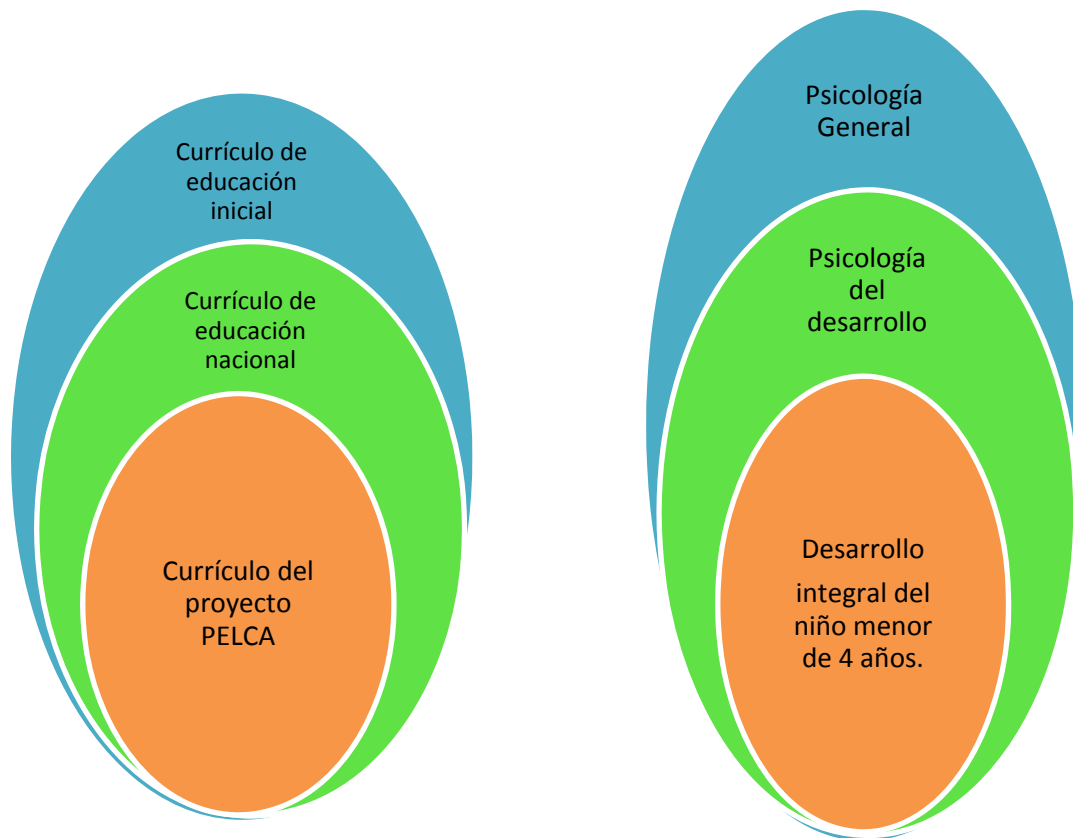 Currículo de
educación
inicial
Currículo de
educación
nacional
Currículo del
proyecto
PELCA
Psicología
General
Psicología
del
desarrollo
Desarrollo
integral del
niño menor
de 4 años.